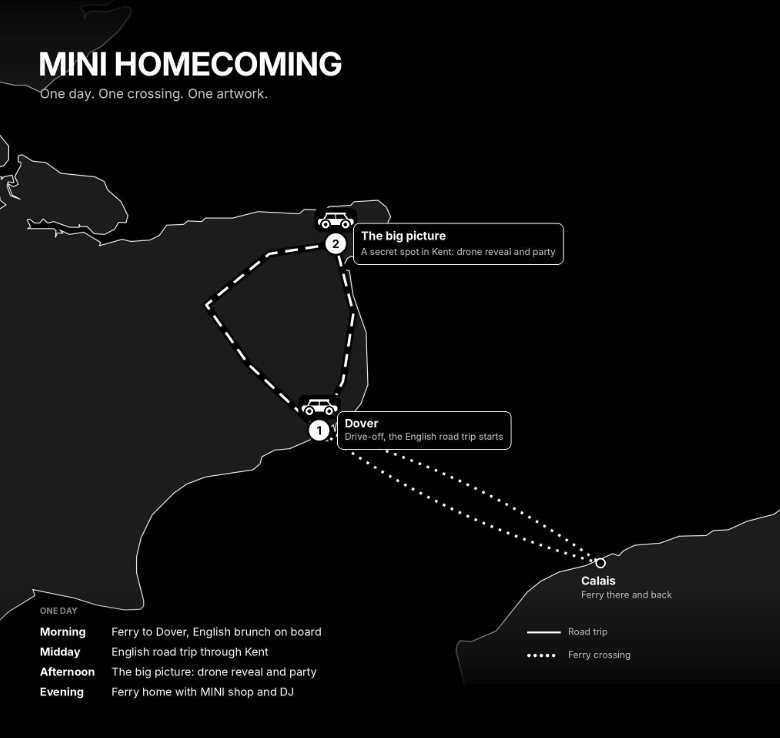 MINI HOMECOMING
One day. One crossing. One artwork.
2
The big picture
A secret spot in Kent: drone reveal and party
1
Dover
Drive-off, the English road trip starts
Calais
Ferry there and back
Road trip
Ferry crossing
ONE DAY
Morning Ferry to Dover, English brunch on board
Midday English road trip through Kent
Afternoon The big picture: drone reveal and party
Evening Ferry home with MINI shop and DJ